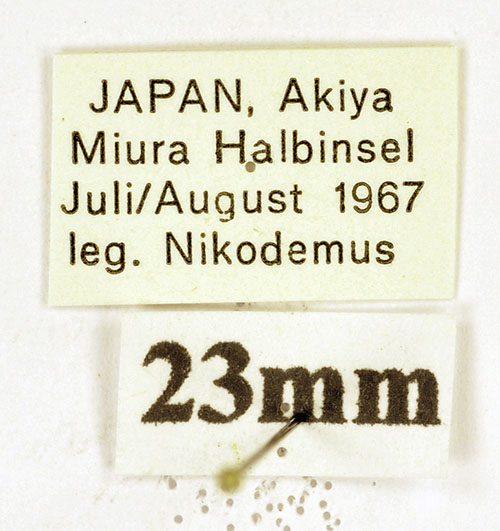 JAPAN, Akiya
Miura Halbinsel
Juli/August 1967
leg. Nikodemus
23mm